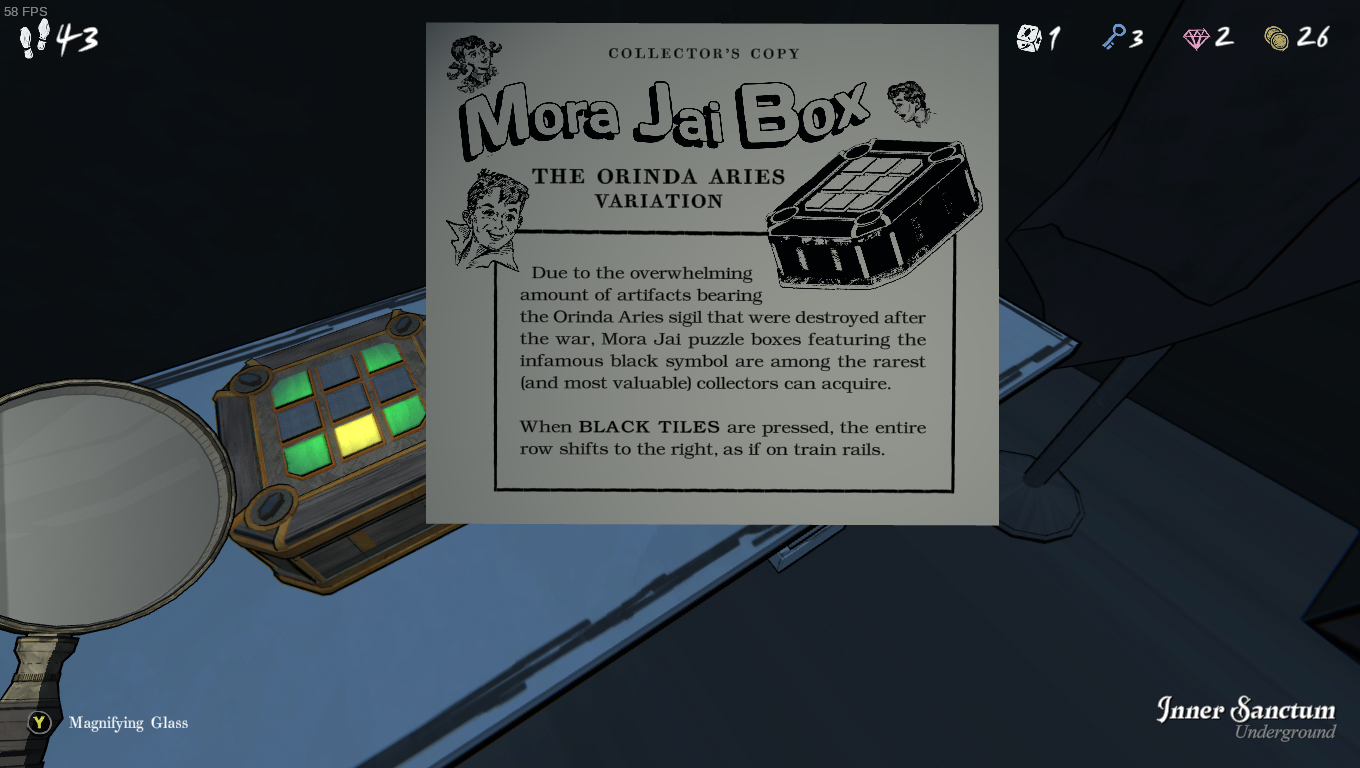 58 FPS
43
1
3
2
26
COLLECTOR'S COPY
Mora Jai Box
THE ORINDA ARIES
VARIATION
Due to the overwhelming
amount of artifacts bearing
the Orinda Aries sigil that were destroyed after
the war, Mora Jai puzzle boxes featuring the
infamous black symbol are among the rarest
(and most valuable) collectors can acquire.
When BLACK TILES are pressed, the entire
row shifts to the right, as if on train rails.
Y Magnifying Glass
Inner Sanctum
Underground